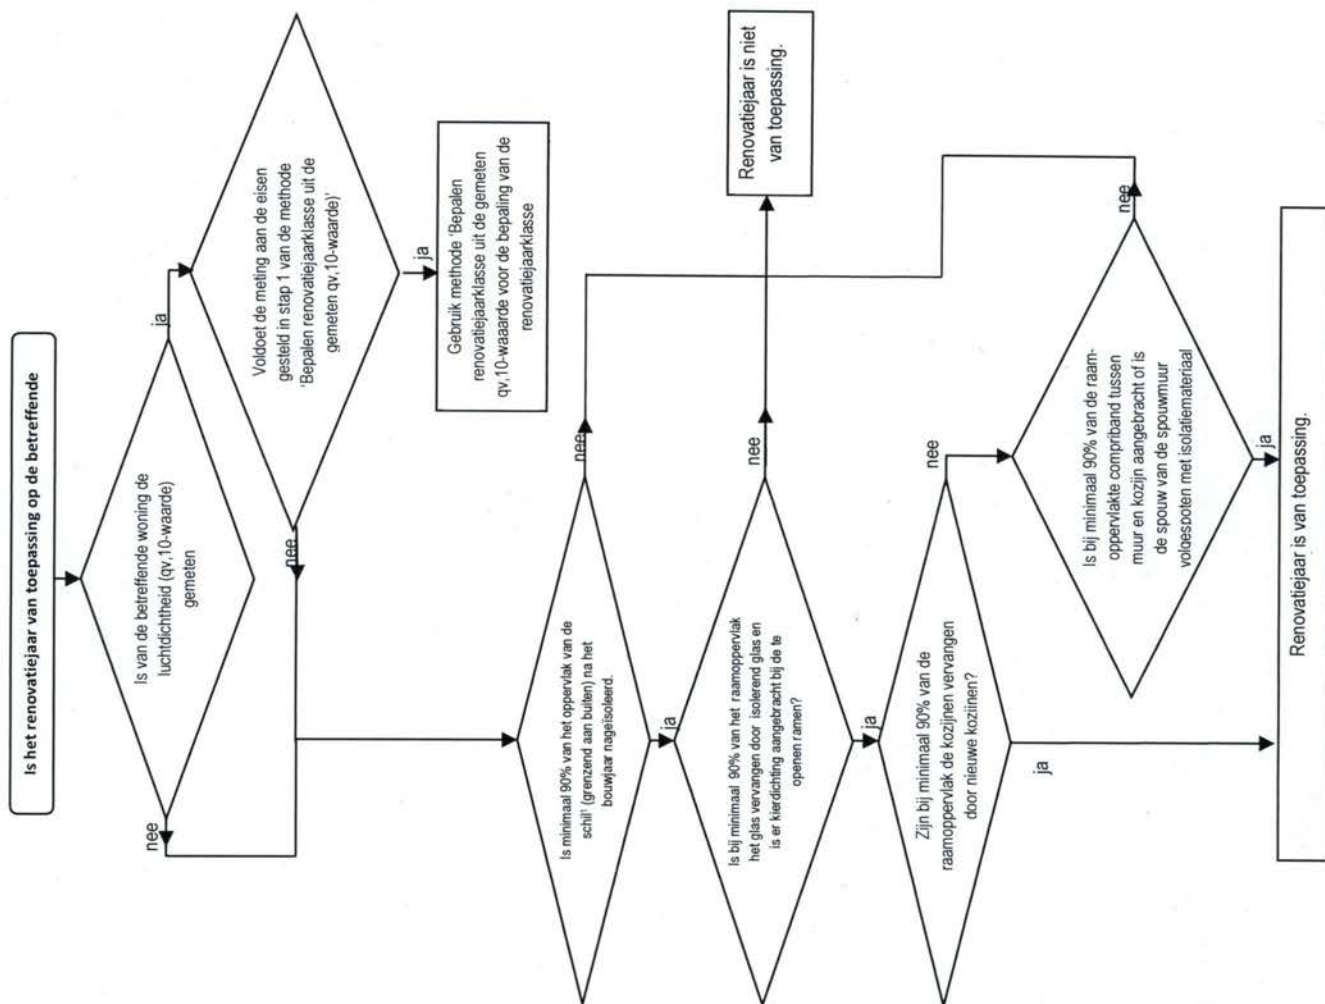 Is het renovatiejaar van toepassing op de betreffende
Is van de betreffende woning de
luchtdichtheid (qv,10-waarde)
gemeten
ja
nee
Voldoet de meting aan de eisen
gesteld in stap 1 van de methode
'Bepalen renovatiejaarklasse uit de
gemeten qv,10-waarde)'
nee
ja
Gebruik methode 'Bepalen
renovatiejaarklasse uit de gemeten
qv,10-waaarde voor de bepaling van de
renovatiejaarklasse
Is minimaal 90% van het oppervlak van de
schil¹ (grenzend aan buiten) na het
bouwjaar nageïsoleerd.
nee
ja
Is bij minimaal 90% van het raamoppervlak
het glas vervangen door isolerend glas en
is er kierdichting aangebracht bij de te
openen ramen?
nee
Renovatiejaar is niet
van toepassing.
ja
Zijn bij minimaal 90% van de
raamoppervlak de kozijnen vervangen
door nieuwe kozijnen?
nee
ja
Is bij minimaal 90% van de raam-
oppervlakte compriband tussen
muur en kozijn aangebracht of is
de spouw van de spouwmuur
volgespoten met isolatiemateriaal
nee
ja
Renovatiejaar is van toepassing.